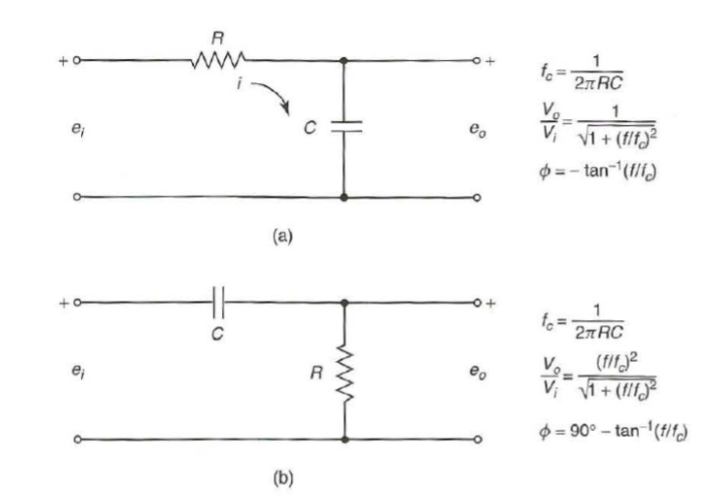 R
+ +
i
e_i C e_o
f_c = 1/(2πRC)
V_o/V_i = 1/√(1 + (f/f_c)²)
ϕ = – tan⁻¹(f/f_c)
(a)
+ +
C
e_i R e_o
f_c = 1/(2πRC)
V_o/V_i = (f/f_c)²/√(1 + (f/f_c)²)
ϕ = 90° – tan⁻¹(f/f_c)
(b)